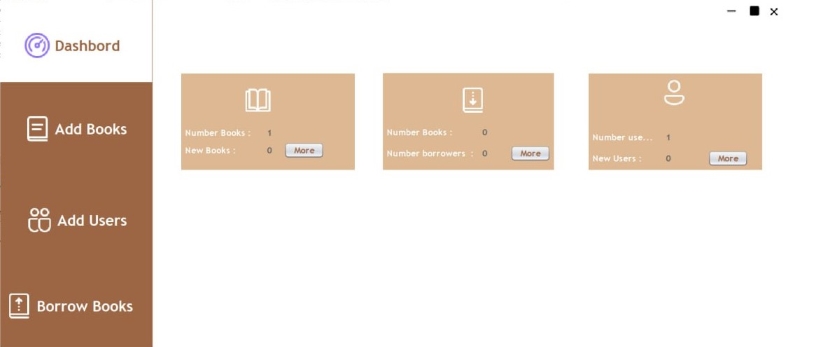 Dashbord
Add Books
Add Users
Borrow Books
Number Books : 1
New Books : 0 More
Number Books : 0
Number borrowers : 0 More
Number use... 1
New Users : 0 More